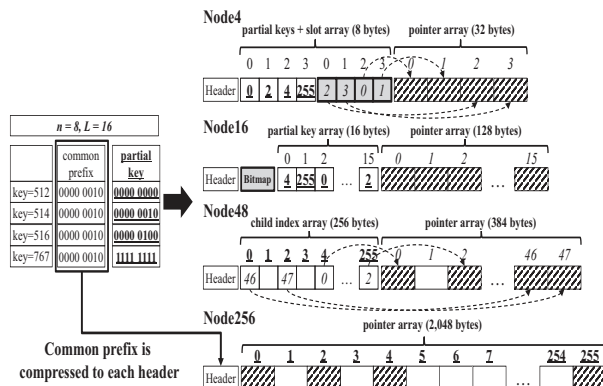 Node4
partial keys + slot array (8 bytes) pointer array (32 bytes)
0 1 2 3 0 1 2 3 0 1 2 3
Header 0 2 4 255 2 3 0 1
Node16
partial key array (16 bytes) pointer array (128 bytes)
0 1 2 15 0 1 2 15
Header Bitmap 4 255 0 ... 2 ...
Node48
child index array (256 bytes) pointer array (384 bytes)
0 1 2 3 4 255 0 1 2 46 47
Header 46 47 0 ... 2 ...
Node256
pointer array (2,048 bytes)
0 1 2 3 4 5 6 7 254 255
Header ...
n = 8, L = 16
common prefix partial key
key=512 0000 0010 0000 0000
key=514 0000 0010 0000 0010
key=516 0000 0010 0000 0100
key=767 0000 0010 1111 1111
Common prefix is
compressed to each header